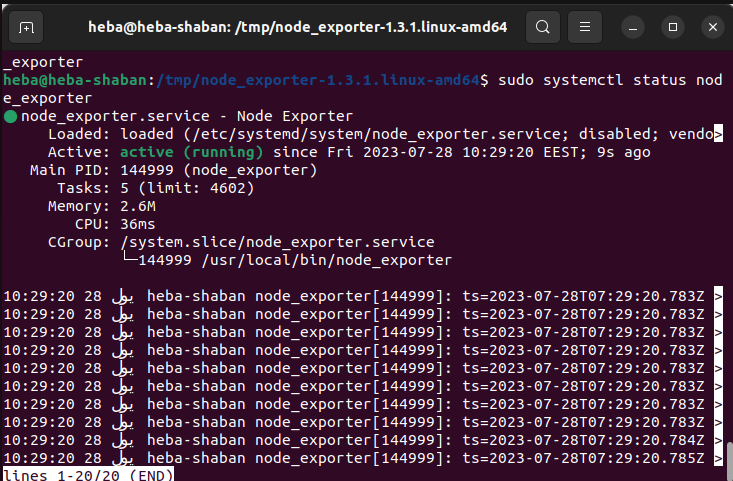 heba@heba-shaban: /tmp/node_exporter-1.3.1.linux-amd64
_exporter
heba@heba-shaban:/tmp/node_exporter-1.3.1.linux-amd64$ sudo systemctl status nod
e_exporter
● node_exporter.service - Node Exporter
     Loaded: loaded (/etc/systemd/system/node_exporter.service; disabled; vendo>
     Active: active (running) since Fri 2023-07-28 10:29:20 EEST; 9s ago
   Main PID: 144999 (node_exporter)
      Tasks: 5 (limit: 4602)
     Memory: 2.6M
        CPU: 36ms
     CGroup: /system.slice/node_exporter.service
             └─144999 /usr/local/bin/node_exporter
10:29:20 28 يول heba-shaban node_exporter[144999]: ts=2023-07-28T07:29:20.783Z >
10:29:20 28 يول heba-shaban node_exporter[144999]: ts=2023-07-28T07:29:20.783Z >
10:29:20 28 يول heba-shaban node_exporter[144999]: ts=2023-07-28T07:29:20.783Z >
10:29:20 28 يول heba-shaban node_exporter[144999]: ts=2023-07-28T07:29:20.783Z >
10:29:20 28 يول heba-shaban node_exporter[144999]: ts=2023-07-28T07:29:20.783Z >
10:29:20 28 يول heba-shaban node_exporter[144999]: ts=2023-07-28T07:29:20.783Z >
10:29:20 28 يول heba-shaban node_exporter[144999]: ts=2023-07-28T07:29:20.783Z >
10:29:20 28 يول heba-shaban node_exporter[144999]: ts=2023-07-28T07:29:20.783Z >
10:29:20 28 يول heba-shaban node_exporter[144999]: ts=2023-07-28T07:29:20.784Z >
10:29:20 28 يول heba-shaban node_exporter[144999]: ts=2023-07-28T07:29:20.785Z >
lines 1-20/20 (END)